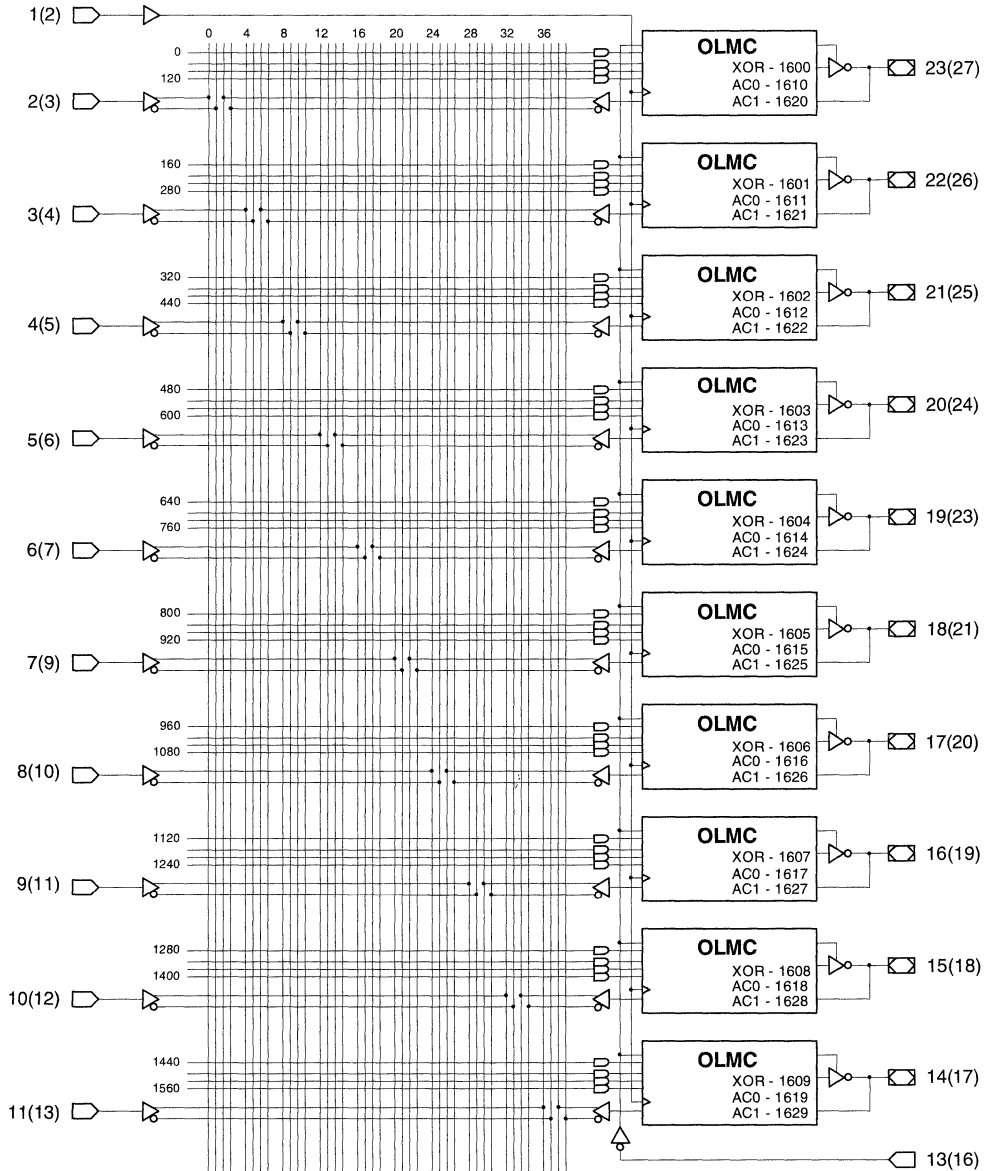 1(2)
0 4 8 12 16 20 24 28 32 36
0
120
2(3)
OLMC
XOR - 1600
AC0 - 1610
AC1 - 1620
23(27)
160
280
3(4)
OLMC
XOR - 1601
AC0 - 1611
AC1 - 1621
22(26)
320
440
4(5)
OLMC
XOR - 1602
AC0 - 1612
AC1 - 1622
21(25)
480
600
5(6)
OLMC
XOR - 1603
AC0 - 1613
AC1 - 1623
20(24)
640
760
6(7)
OLMC
XOR - 1604
AC0 - 1614
AC1 - 1624
19(23)
800
920
7(9)
OLMC
XOR - 1605
AC0 - 1615
AC1 - 1625
18(21)
960
1080
8(10)
OLMC
XOR - 1606
AC0 - 1616
AC1 - 1626
17(20)
1120
1240
9(11)
OLMC
XOR - 1607
AC0 - 1617
AC1 - 1627
16(19)
1280
1400
10(12)
OLMC
XOR - 1608
AC0 - 1618
AC1 - 1628
15(18)
1440
1560
11(13)
OLMC
XOR - 1609
AC0 - 1619
AC1 - 1629
14(17)
13(16)